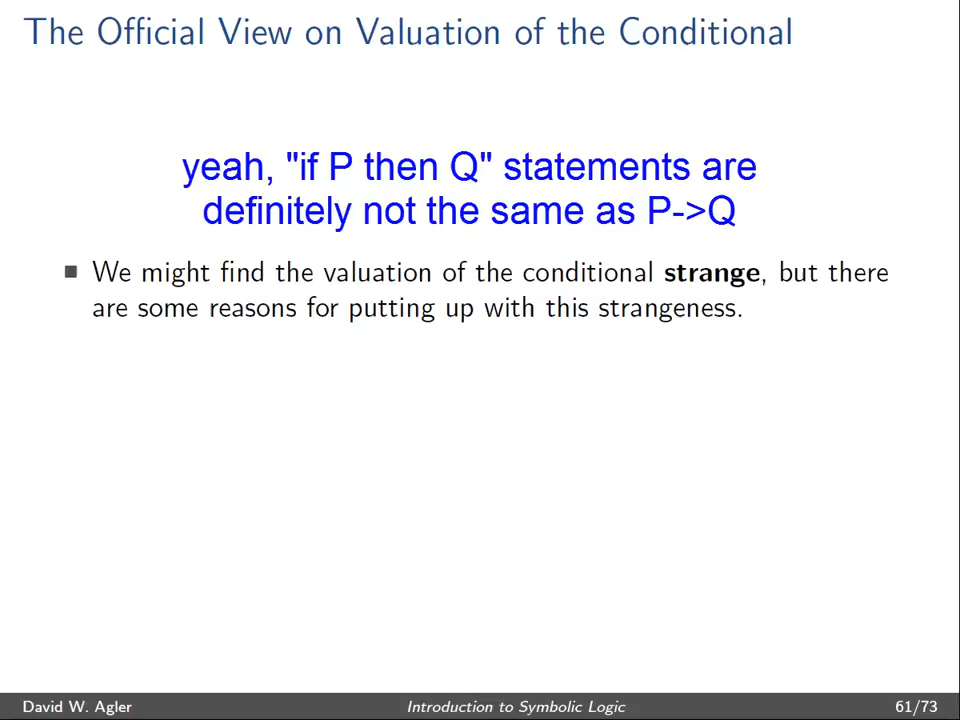 The Official View on Valuation of the Conditional
yeah, "if P then Q" statements are
definitely not the same as P->Q
■ We might find the valuation of the conditional strange, but there
are some reasons for putting up with this strangeness.
David W. Agler Introduction to Symbolic Logic 61/73